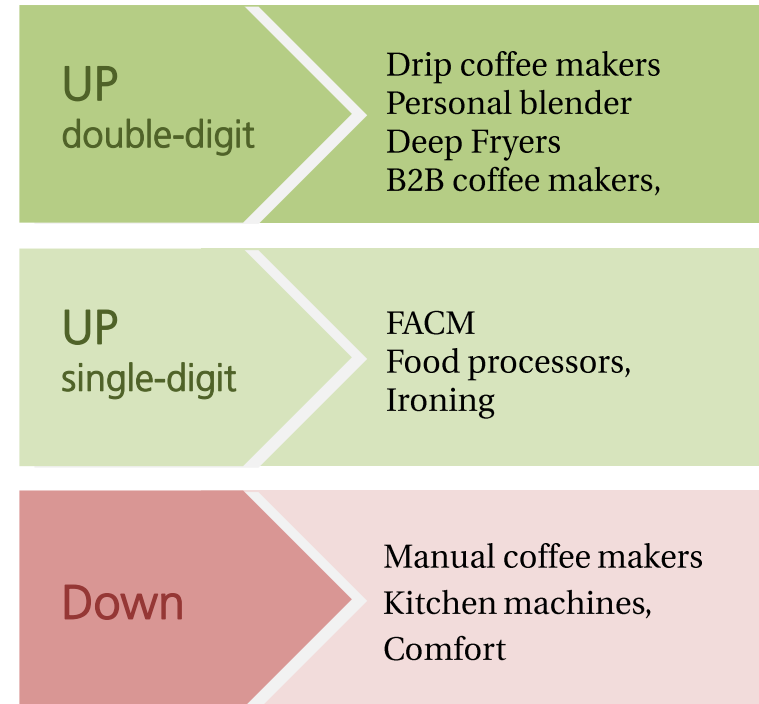 UP
double-digit
Drip coffee makers
Personal blender
Deep Fryers
B2B coffee makers,
UP
single-digit
FACM
Food processors,
Ironing
Down
Manual coffee makers
Kitchen machines,
Comfort